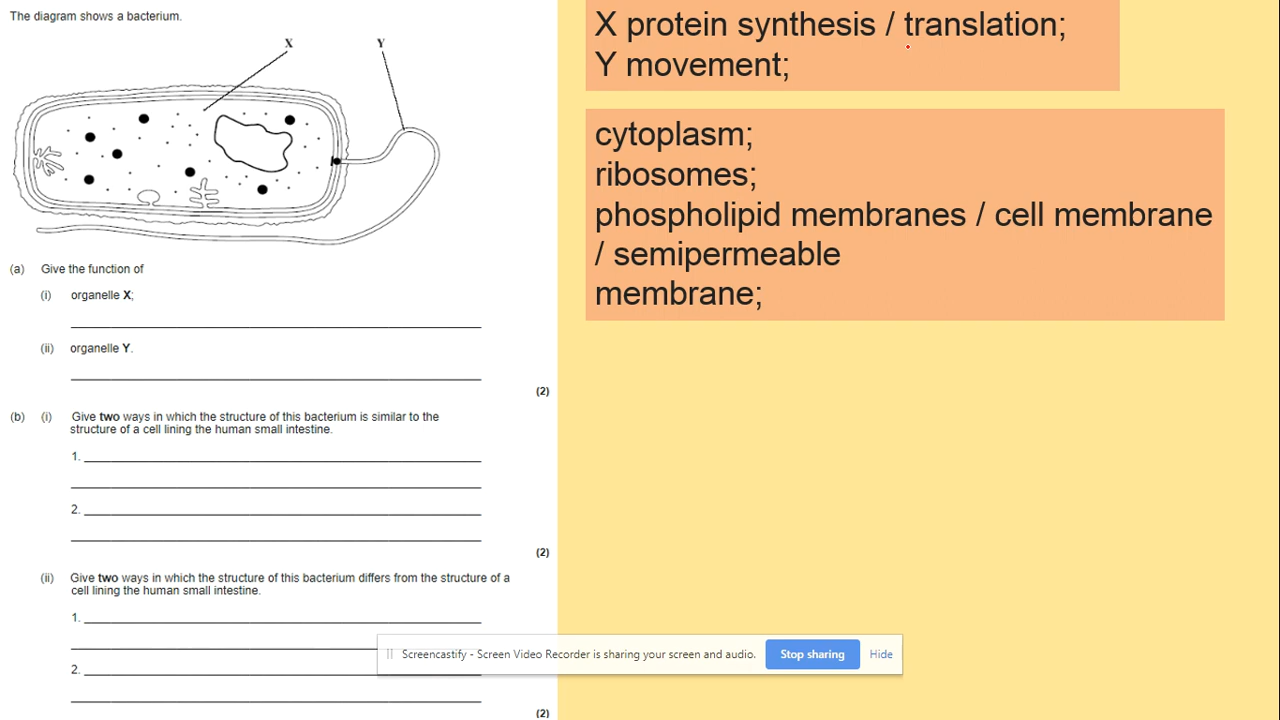 The diagram shows a bacterium.
X
Y
(a) Give the function of
(i) organelle X;
(ii) organelle Y.
(2)
(b) (i) Give two ways in which the structure of this bacterium is similar to the
structure of a cell lining the human small intestine.
1.
2.
(2)
(ii) Give two ways in which the structure of this bacterium differs from the structure of a
cell lining the human small intestine.
1.
2.
(2)
X protein synthesis / translation;
Y movement;
cytoplasm;
ribosomes;
phospholipid membranes / cell membrane
/ semipermeable
membrane;
Screencastify - Screen Video Recorder is sharing your screen and audio.
Stop sharing
Hide